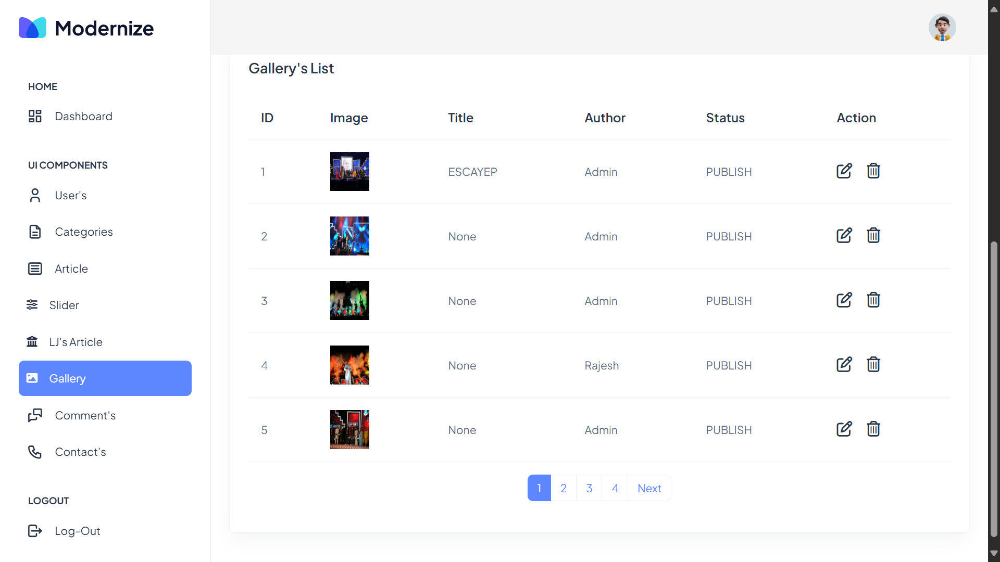 Modernize
HOME
Dashboard
UI COMPONENTS
User's
Categories
Article
Slider
LJ's Article
Gallery
Comment's
Contact's
LOGOUT
Log-Out
Gallery's List
ID Image Title Author Status Action
1 ESCAYEP Admin PUBLISH
2 None Admin PUBLISH
3 None Admin PUBLISH
4 None Rajesh PUBLISH
5 None Admin PUBLISH
1 2 3 4 Next